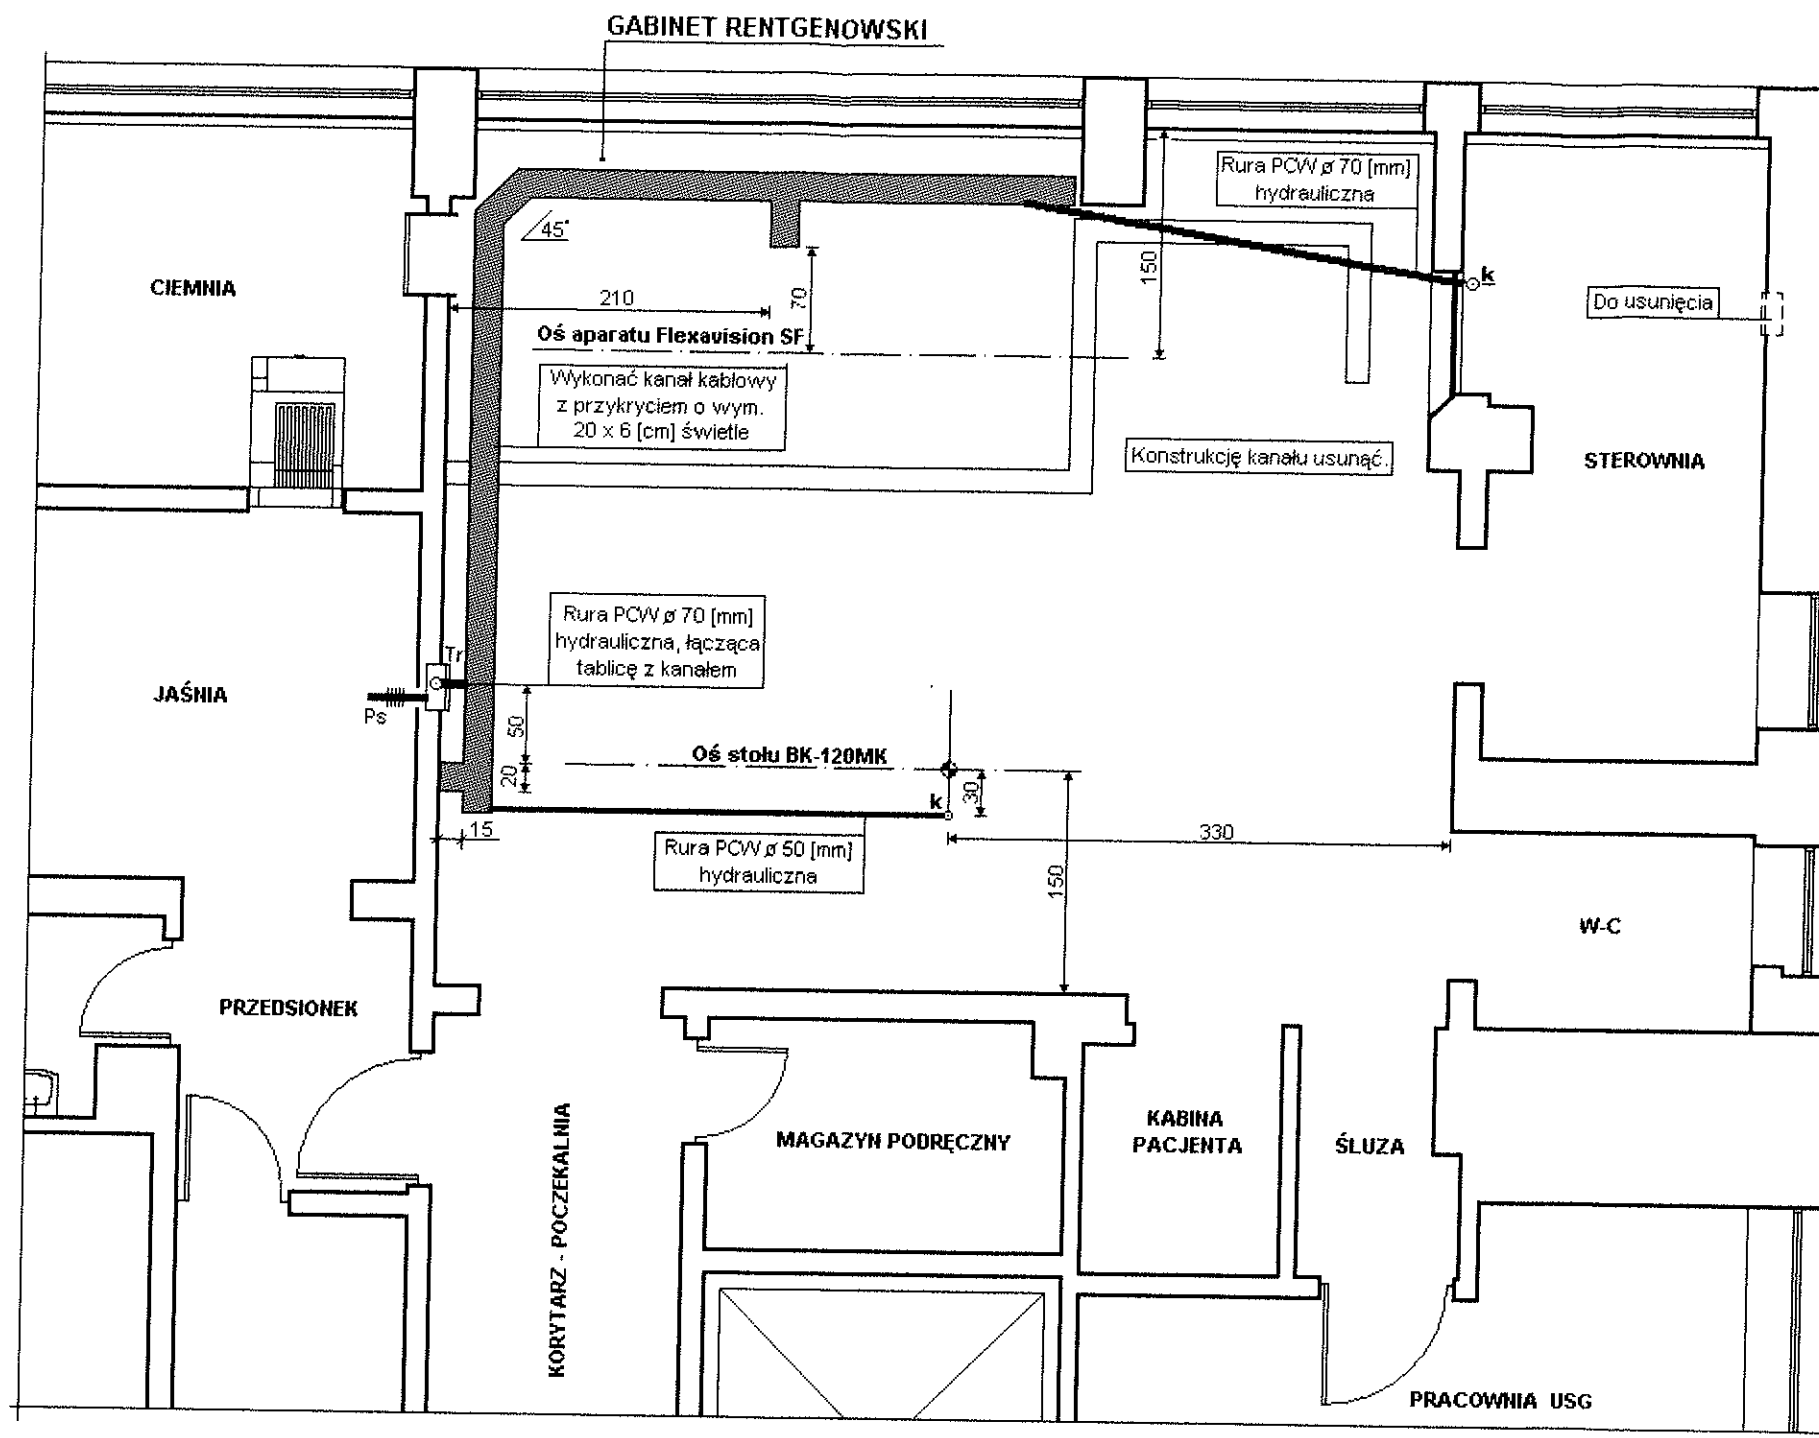 GABINET RENTGENOWSKI
Rura PCW ø 70 [mm]
hydrauliczna
45°
CIEMNIA
210
70
150
k
Do usunięcia
Oś aparatu Flexavision SF
Wykonać kanał kablowy
z przykryciem o wym.
20 x 6 [cm] świetle
Konstrukcję kanału usunąć.
STEROWNIA
Rura PCW ø 70 [mm]
hydrauliczna, łącząca
tablicę z kanałem
Tr
JAŚNIA
Ps
50
Oś stołu BK-120MK
20
30
k
15
330
Rura PCW ø 50 [mm]
hydrauliczna
150
W-C
PRZEDSIONEK
KORYTARZ - POCZEKALNIA
MAGAZYN PODRĘCZNY
KABINA
PACJENTA
ŚLUZA
PRACOWNIA USG